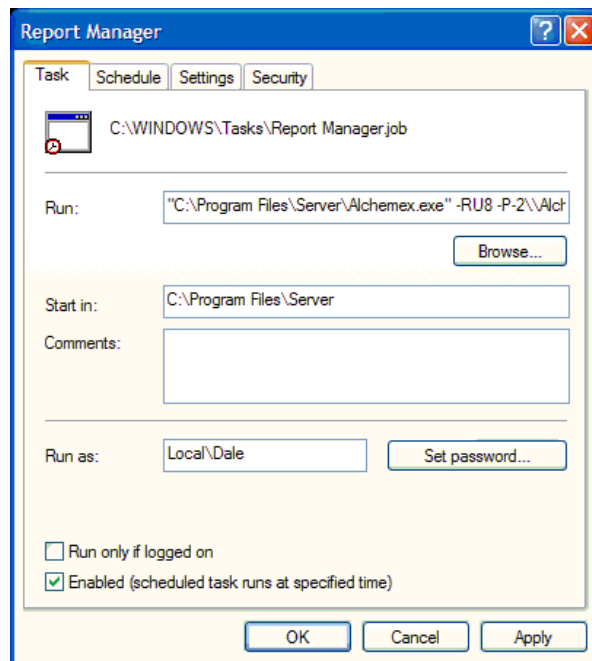 Report Manager
Task Schedule Settings Security
C:\WINDOWS\Tasks\Report Manager.job
Run: "C:\Program Files\Server\Alchemex.exe" -RU8 -P-2\\Alch
Browse...
Start in: C:\Program Files\Server
Comments:
Run as: Local\Dale Set password...
Run only if logged on
Enabled (scheduled task runs at specified time)
OK Cancel Apply